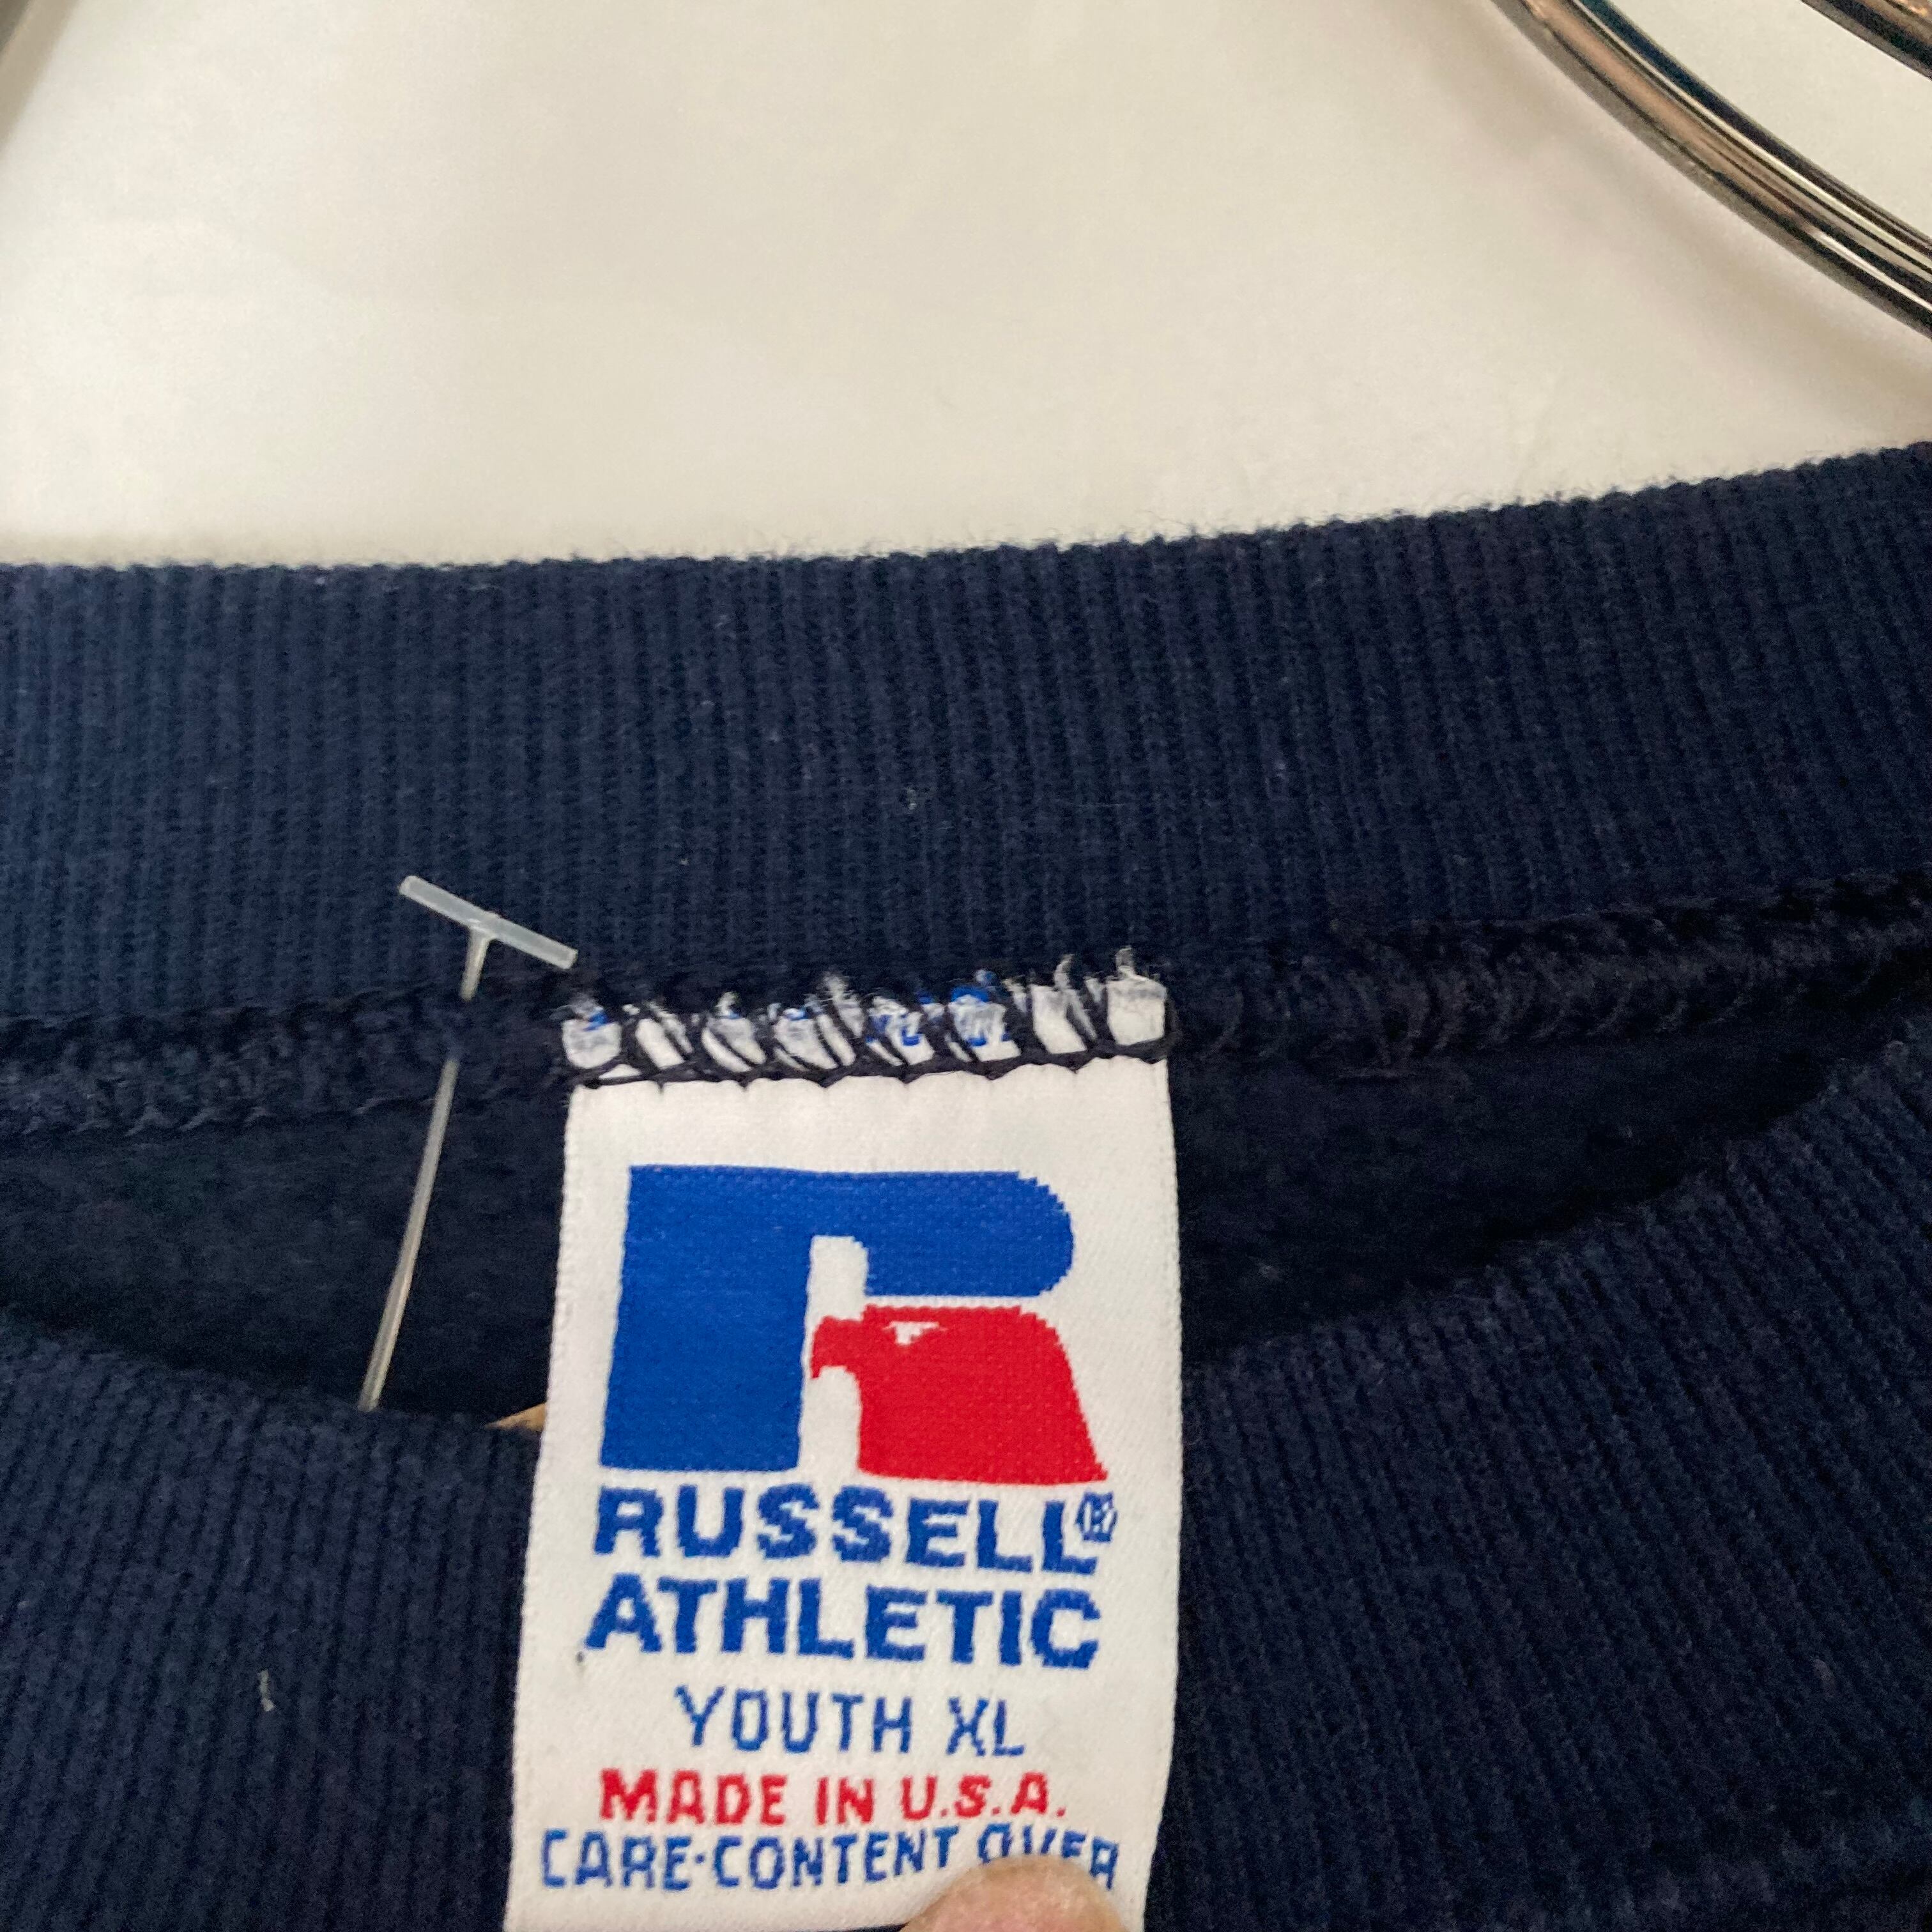 RUSSELL®
ATHLETIC
YOUTH XL
MADE IN U.S.A.
CARE-CONTENT OVER